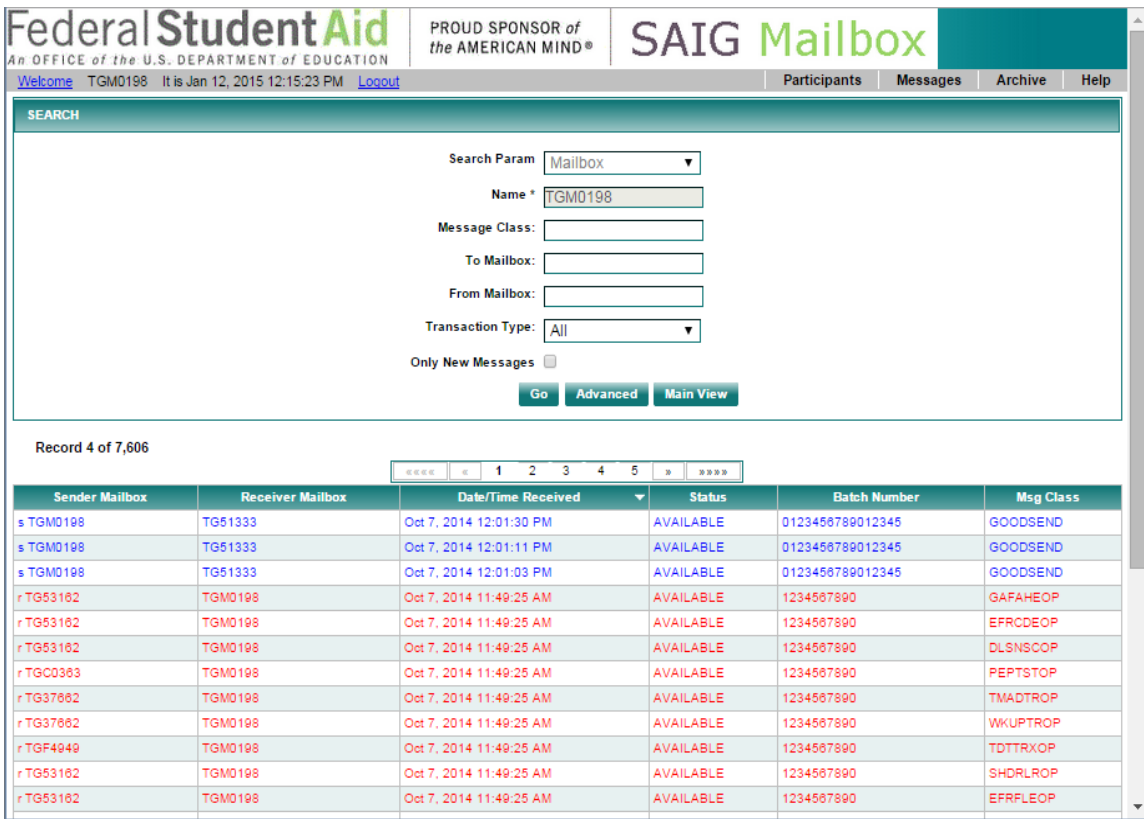 Federal Student Aid PROUD SPONSOR of the AMERICAN MIND® SAIG Mailbox
An OFFICE of the U.S. DEPARTMENT of EDUCATION
Welcome TGM0198 It is Jan 12, 2015 12:15:23 PM Logout Participants Messages Archive Help
SEARCH
Search Param Mailbox
Name * TGM0198
Message Class:
To Mailbox:
From Mailbox:
Transaction Type: All
Only New Messages
Go Advanced Main View
Record 4 of 7,606
«««« « 1 2 3 4 5 » »»»»
Sender Mailbox Receiver Mailbox Date/Time Received Status Batch Number Msg Class
s TGM0198 TG51333 Oct 7, 2014 12:01:30 PM AVAILABLE 0123456789012345 GOODSEND
s TGM0198 TG51333 Oct 7, 2014 12:01:11 PM AVAILABLE 0123456789012345 GOODSEND
s TGM0198 TG51333 Oct 7, 2014 12:01:03 PM AVAILABLE 0123456789012345 GOODSEND
r TG53162 TGM0198 Oct 7, 2014 11:49:25 AM AVAILABLE 1234567890 GAFAHEOP
r TG53162 TGM0198 Oct 7, 2014 11:49:25 AM AVAILABLE 1234567890 EFRCDEOP
r TG53162 TGM0198 Oct 7, 2014 11:49:25 AM AVAILABLE 1234567890 DLSNSCOP
r TGC0363 TGM0198 Oct 7, 2014 11:49:25 AM AVAILABLE 1234567890 PEPTSTOP
r TG37662 TGM0198 Oct 7, 2014 11:49:25 AM AVAILABLE 1234567890 TMADTROP
r TG37662 TGM0198 Oct 7, 2014 11:49:25 AM AVAILABLE 1234567890 WKUPTROP
r TGF4949 TGM0198 Oct 7, 2014 11:49:25 AM AVAILABLE 1234567890 TDTTRXOP
r TG53162 TGM0198 Oct 7, 2014 11:49:25 AM AVAILABLE 1234567890 SHDRLROP
r TG53162 TGM0198 Oct 7, 2014 11:49:25 AM AVAILABLE 1234567890 EFRFLEOP